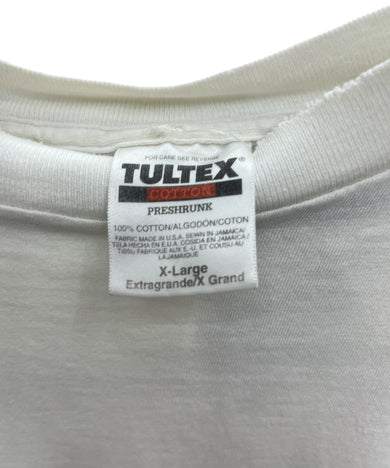 FOR CARE SEE REVERSE
TULTEX®
COTTON
PRESHRUNK
100% COTTON/ALGODÓN/COTON
FABRIC MADE IN U.S.A. SEWN IN JAMAICA/
TELA HECHA EN E.U.A. COSIDA EN JAMAICA/
TISSU FABRIQUE AUX E.-U. ET COUSU AU
LAJAMAIQUE
X-Large
Extragrande/X Grand